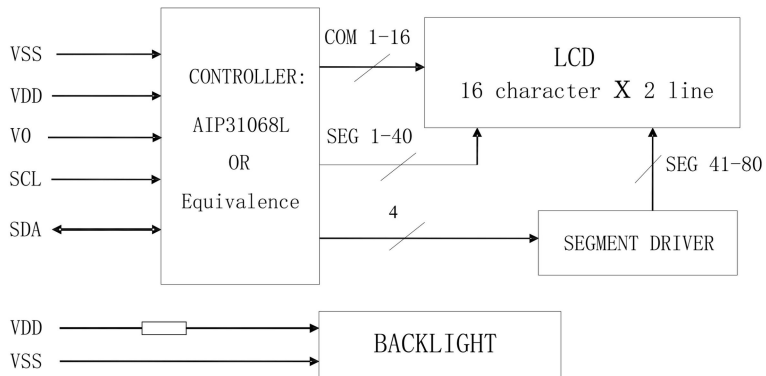 VSS
VDD
VO
SCL
SDA
CONTROLLER:
AIP31068L
OR
Equivalence
COM 1-16
SEG 1-40
4
LCD
16 character X 2 line
SEG 41-80
SEGMENT DRIVER
VDD
VSS
BACKLIGHT